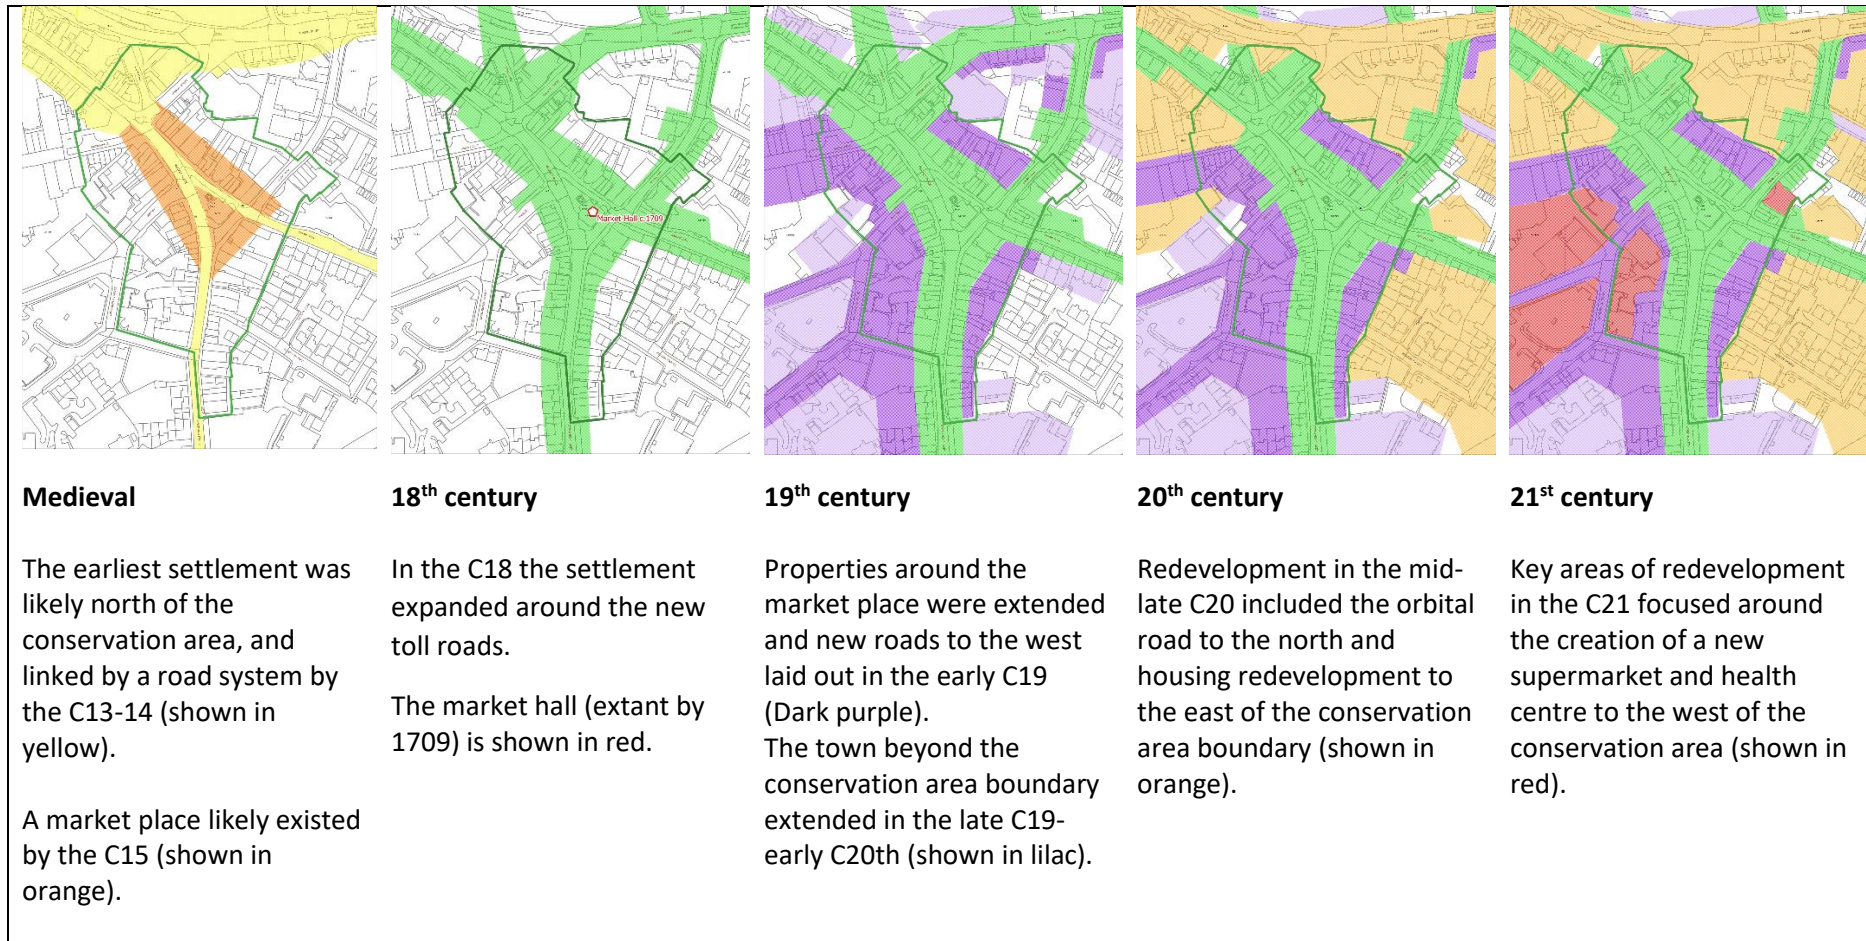 Market Hall c 1709
Medieval
The earliest settlement was
likely north of the
conservation area, and
linked by a road system by
the C13-14 (shown in
yellow).
A market place likely existed
by the C15 (shown in
orange).
18th century
In the C18 the settlement
expanded around the new
toll roads.
The market hall (extant by
1709) is shown in red.
19th century
Properties around the
market place were extended
and new roads to the west
laid out in the early C19
(Dark purple).
The town beyond the
conservation area boundary
extended in the late C19-
early C20th (shown in lilac).
20th century
Redevelopment in the mid-
late C20 included the orbital
road to the north and
housing redevelopment to
the east of the conservation
area boundary (shown in
orange).
21st century
Key areas of redevelopment
in the C21 focused around
the creation of a new
supermarket and health
centre to the west of the
conservation area (shown in
red).